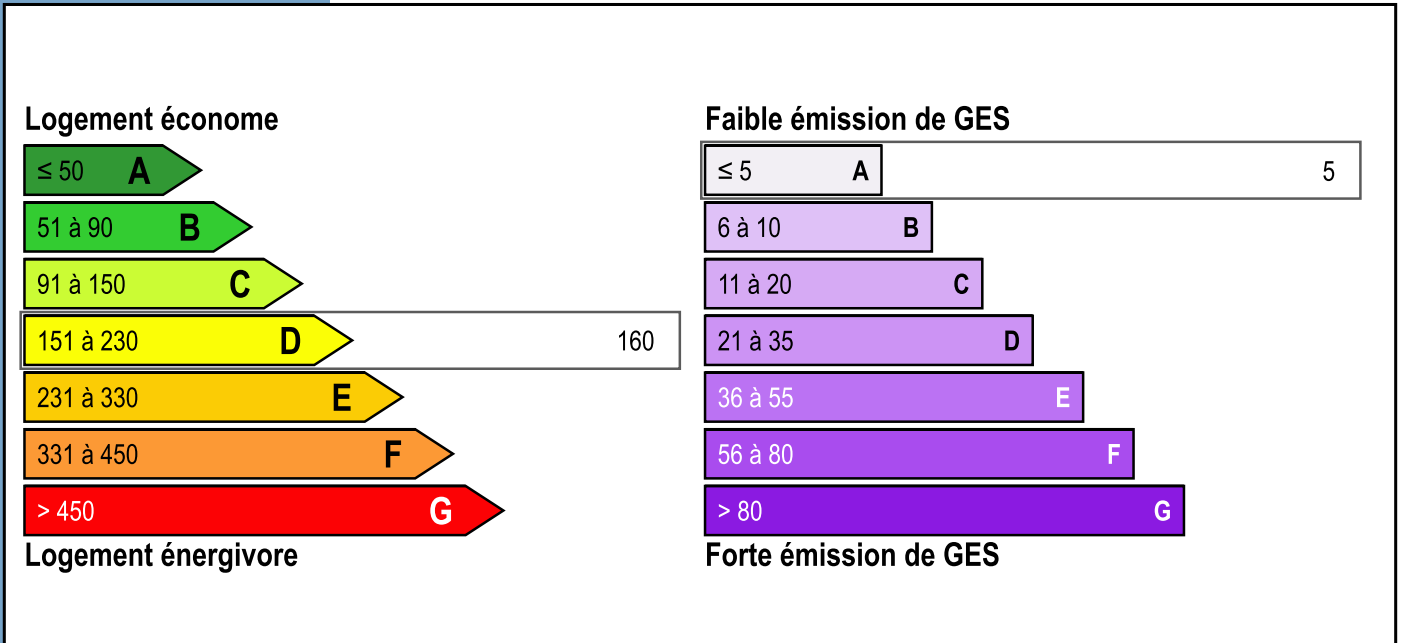 Logement économe
≤ 50 A
51 à 90 B
91 à 150 C
151 à 230 D 160
231 à 330 E
331 à 450 F
> 450 G
Logement énergivore
Faible émission de GES
≤ 5 A 5
6 à 10 B
11 à 20 C
21 à 35 D
36 à 55 E
56 à 80 F
> 80 G
Forte émission de GES